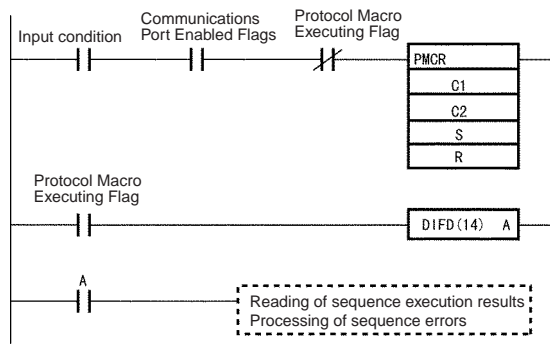 Input condition
Communications
Port Enabled Flags
Protocol Macro
Executing Flag
PMCR
C1
C2
S
R
Protocol Macro
Executing Flag
DIFD(14) A
A
Reading of sequence execution results
Processing of sequence errors